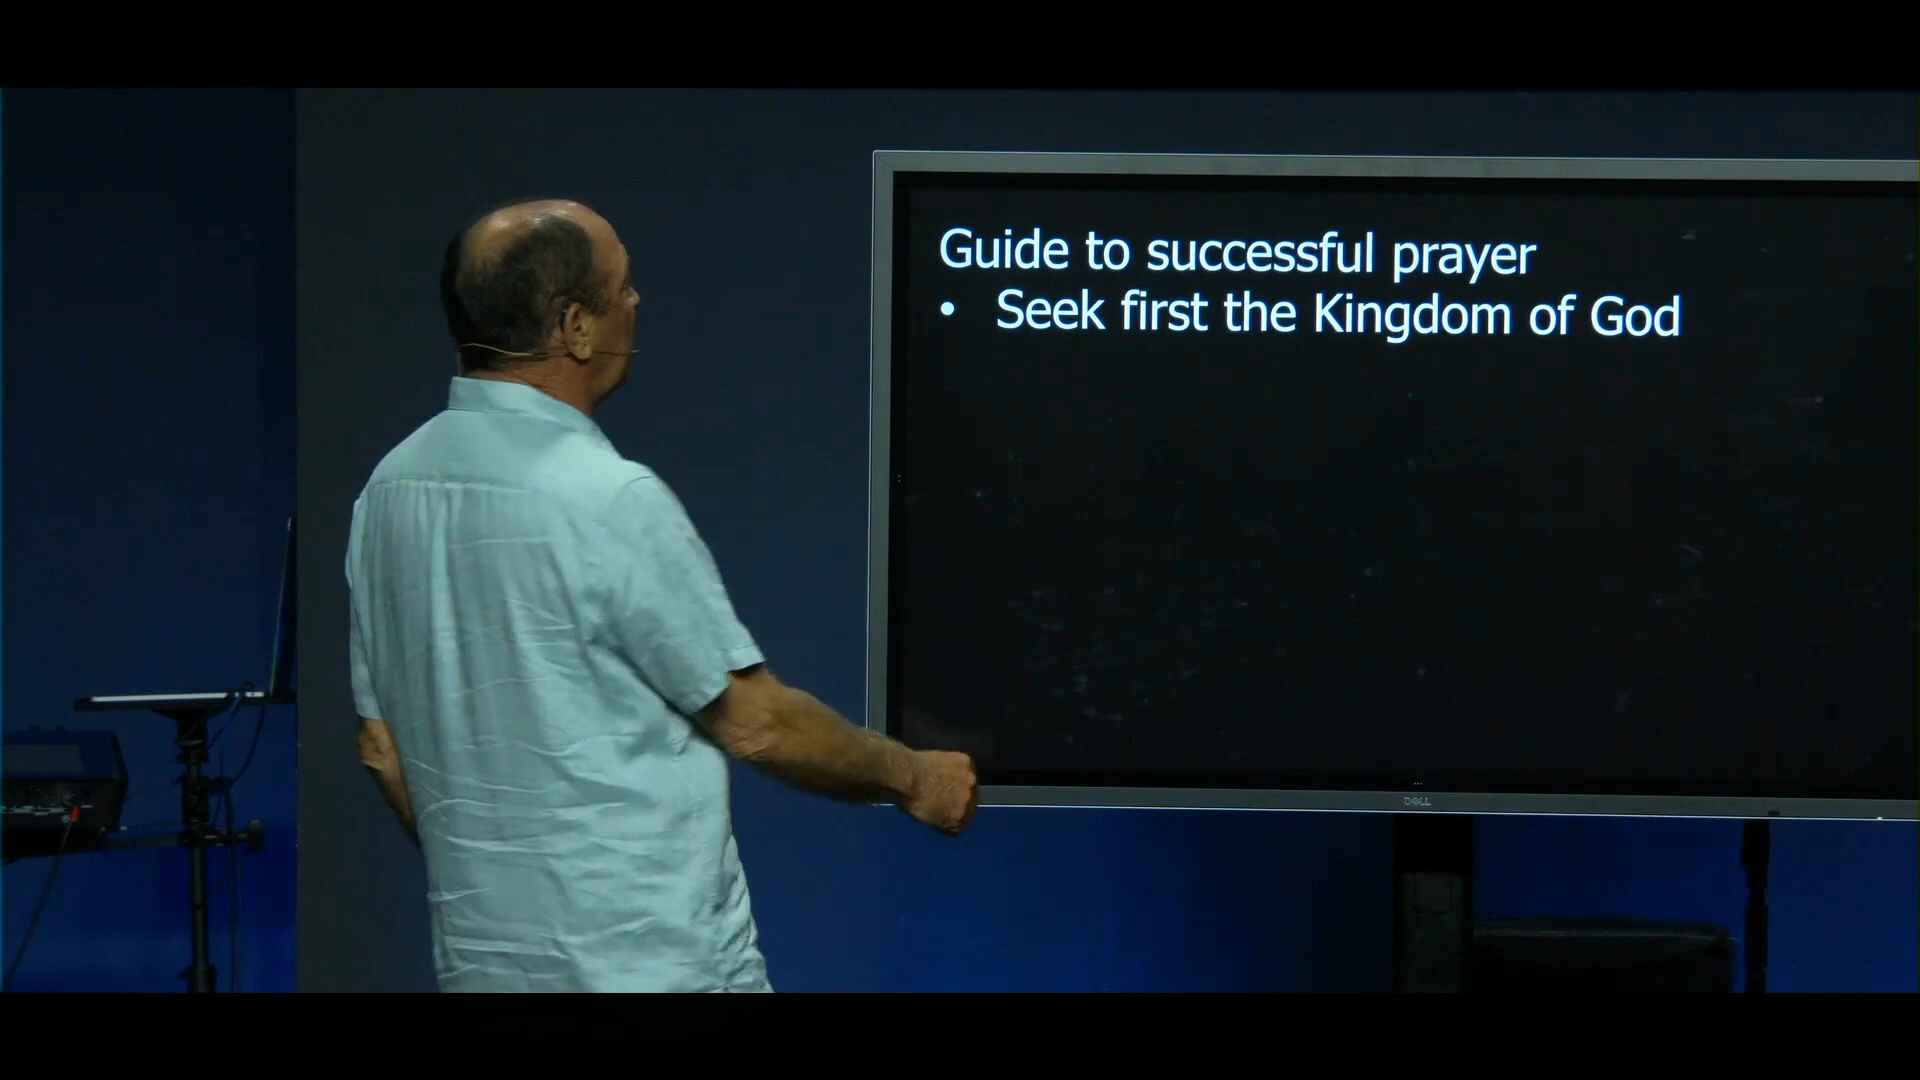 Guide to successful prayer
• Seek first the Kingdom of God
DELL